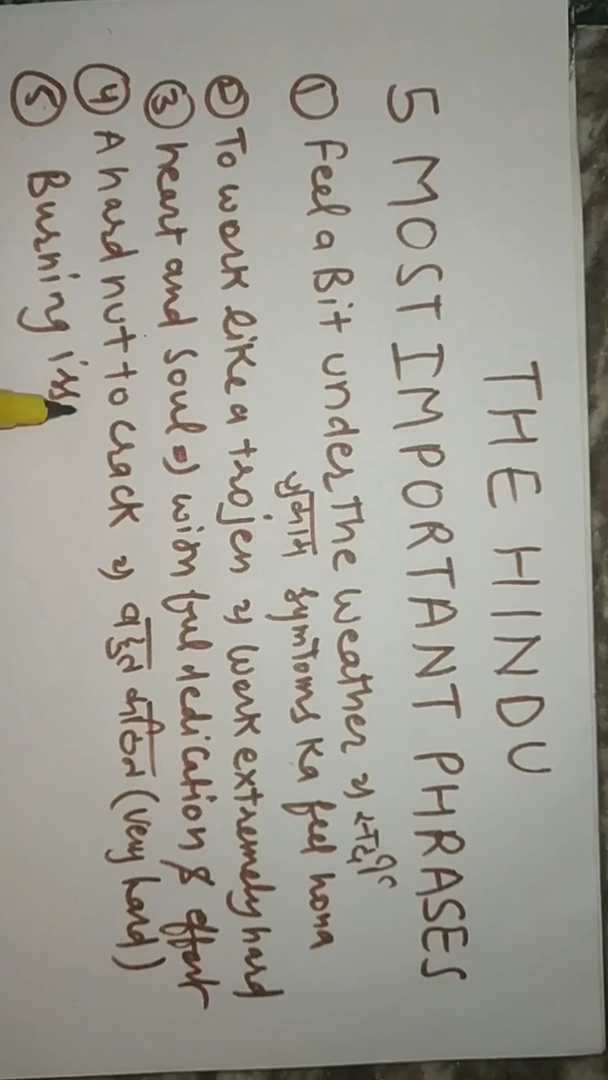 THE HINDU
5 MOST IMPORTANT PHRASES
① Feel a Bit under The weather ⇒ सर्दी
जुकाम symtoms Ka feel hona
② To work like a trojen ⇒ Work extremely hard
③ heart and Soul ⇒ with ful dedication & effort
④ A hard nut to crack ⇒ बहुत कठिन (very hard)
⑤ Burning iss